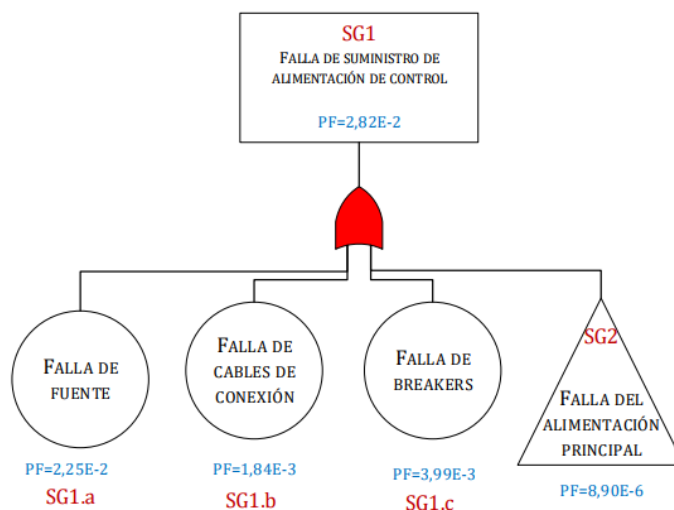 SG1
FALLA DE SUMINISTRO DE
ALIMENTACIÓN DE CONTROL
PF=2,82E-2
FALLA DE
FUENTE
PF=2,25E-2
SG1.a
FALLA DE
CABLES DE
CONEXIÓN
PF=1,84E-3
SG1.b
FALLA DE
BREAKERS
PF=3,99E-3
SG1.c
SG2
FALLA DEL
ALIMENTACIÓN
PRINCIPAL
PF=8,90E-6